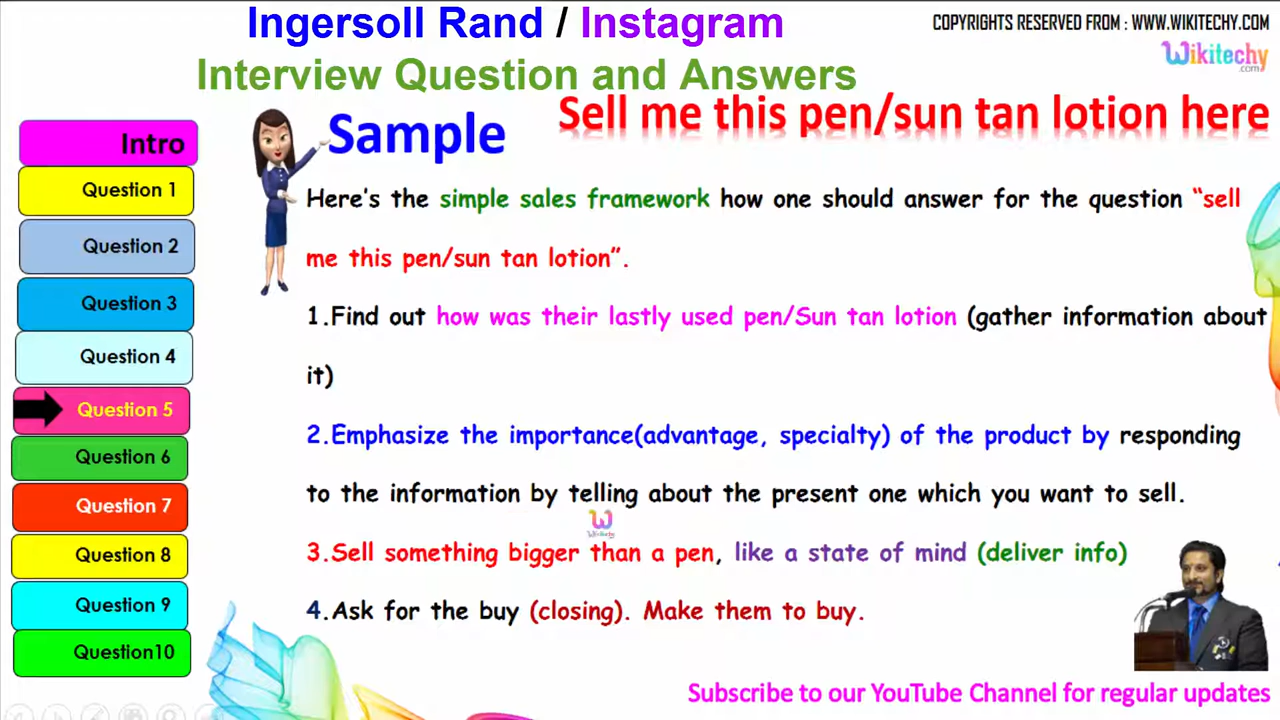 Ingersoll Rand / Instagram
Interview Question and Answers
COPYRIGHTS RESERVED FROM : WWW.WIKITECHY.COM
Wikitechy
.com
Sell me this pen/sun tan lotion here
Sample
Intro
Question 1
Question 2
Question 3
Question 4
Question 5
Question 6
Question 7
Question 8
Question 9
Question10
Here's the simple sales framework how one should answer for the question “sell
me this pen/sun tan lotion”.
1.Find out how was their lastly used pen/Sun tan lotion (gather information about
it)
2.Emphasize the importance(advantage, specialty) of the product by responding
to the information by telling about the present one which you want to sell.
3.Sell something bigger than a pen, like a state of mind (deliver info)
4.Ask for the buy (closing). Make them to buy.
Subscribe to our YouTube Channel for regular updates